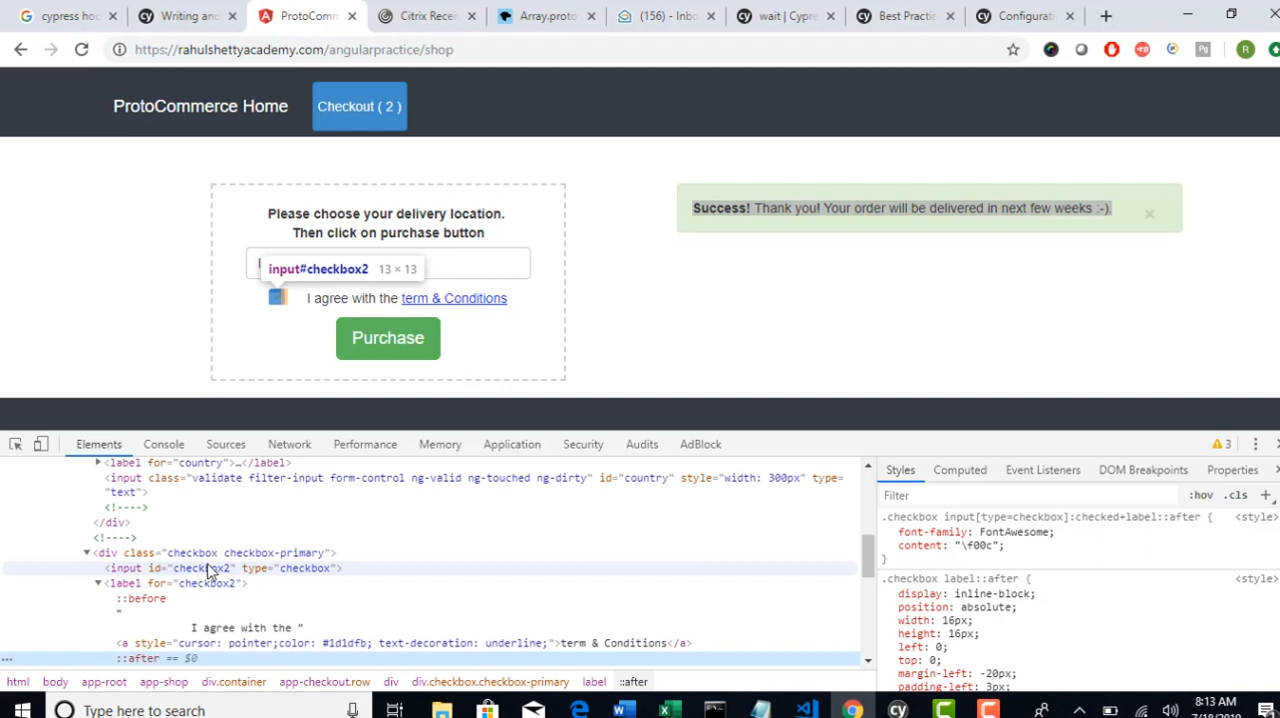 cypress ho
Writing and
ProtoComm
Citrix Recei
Array.proto
(156) - Inbo
wait | Cypre
Best Practic
Configurati
https://rahulshettyacademy.com/angularpractice/shop
ProtoCommerce Home
Checkout ( 2 )
Please choose your delivery location.
Then click on purchase button
input#checkbox2 13 × 13
I agree with the term & Conditions
Purchase
Success! Thank you! Your order will be delivered in next few weeks :-).
×
Elements Console Sources Network Performance Memory Application Security Audits AdBlock
3
<label for="country">…</label>
<input class="validate filter-input form-control ng-valid ng-touched ng-dirty" id="country" style="width: 300px" type=
"text">
<!---->
</div>
<!---->
<div class="checkbox checkbox-primary">
<input id="checkbox2" type="checkbox">
<label for="checkbox2">
::before
"
I agree with the "
<a style="cursor: pointer;color: #1d1dfb; text-decoration: underline;">term & Conditions</a>
::after == $0
html body app-root app-shop div.container app-checkout.row div div.checkbox.checkbox-primary label ::after
Styles Computed Event Listeners DOM Breakpoints Properties
Filter
:hov .cls +
.checkbox input[type=checkbox]:checked+label::after { <style>
font-family: FontAwesome;
content: "\f00c";
}
.checkbox label::after { <style>
display: inline-block;
position: absolute;
width: 16px;
height: 16px;
left: 0;
top: 0;
margin-left: -20px;
padding-left: 3px;
Type here to search
8:13 AM